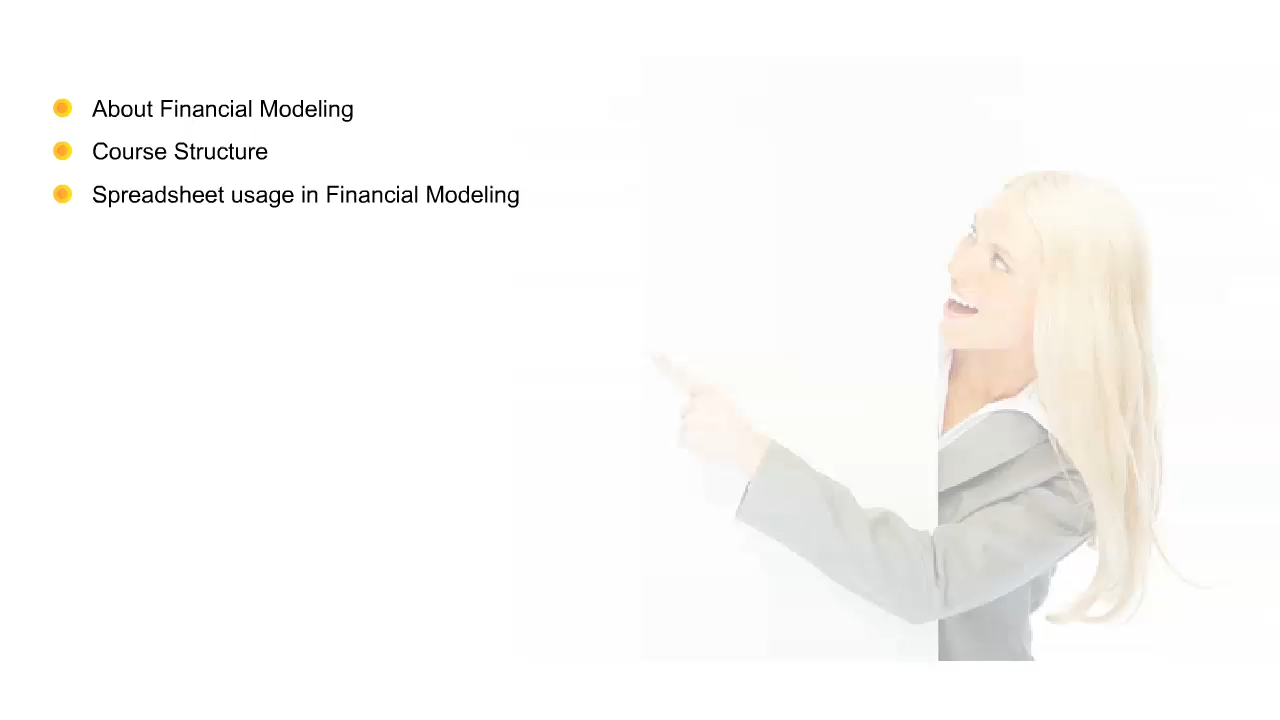 About Financial Modeling
Course Structure
Spreadsheet usage in Financial Modeling